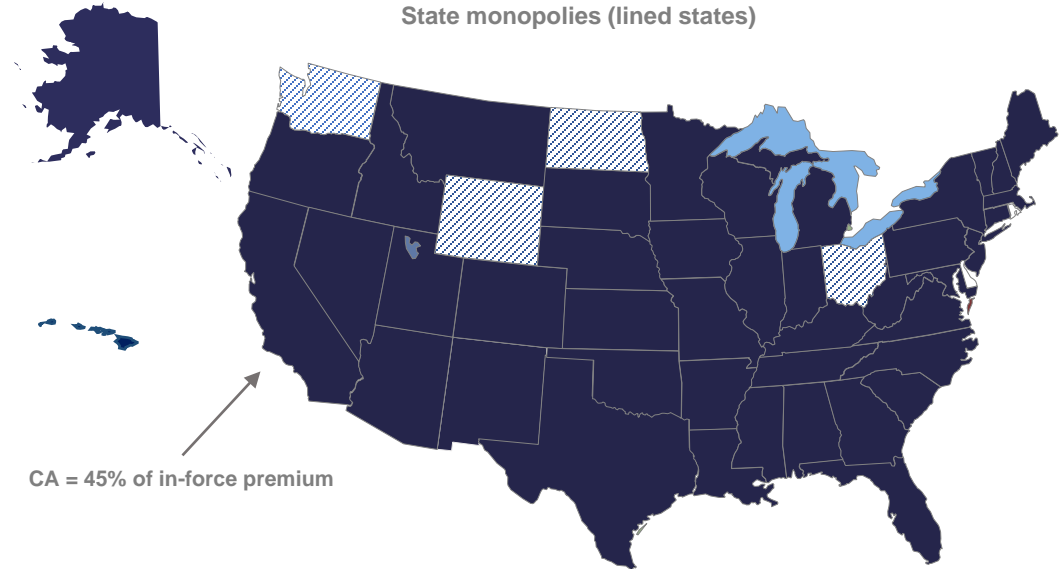 State monopolies (lined states)
CA = 45% of in-force premium